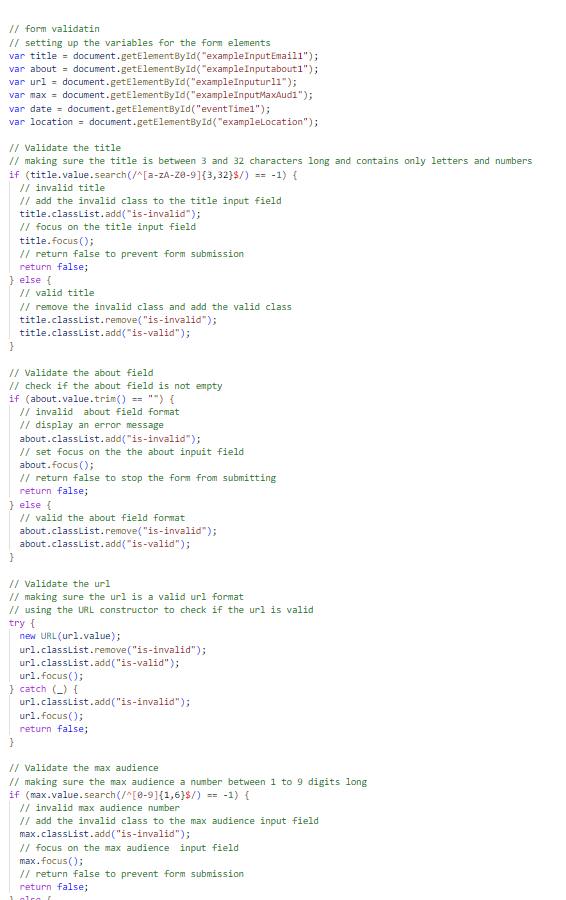 // form validatin
// setting up the variables for the form elements
var title = document.getElementById("exampleInputEmail1");
var about = document.getElementById("exampleInputabout1");
var url = document.getElementById("exampleInputurl1");
var max = document.getElementById("exampleInputMaxAud1");
var date = document.getElementById("eventTime1");
var location = document.getElementById("exampleLocation");
// Validate the title
// making sure the title is between 3 and 32 characters long and contains only letters and numbers
if (title.value.search(/^[a-zA-Z0-9]{3,32}$/) == -1) {
// invalid title
// add the invalid class to the title input field
title.classList.add("is-invalid");
// focus on the title input field
title.focus();
// return false to prevent form submission
return false;
} else {
// valid title
// remove the invalid class and add the valid class
title.classList.remove("is-invalid");
title.classList.add("is-valid");
}
// Validate the about field
// check if the about field is not empty
if (about.value.trim() == "") {
// invalid  about field format
// display an error message
about.classList.add("is-invalid");
// set focus on the the about inpuit field
about.focus();
// return false to stop the form from submitting
return false;
} else {
// valid the about field format
about.classList.remove("is-invalid");
about.classList.add("is-valid");
}
// Validate the url
// making sure the url is a valid url format
// using the URL constructor to check if the url is valid
try {
new URL(url.value);
url.classList.remove("is-invalid");
url.classList.add("is-valid");
url.focus();
} catch (_) {
url.classList.add("is-invalid");
url.focus();
return false;
}
// Validate the max audience
// making sure the max audience a number between 1 to 9 digits long
if (max.value.search(/^[0-9]{1,6}$/) == -1) {
// invalid max audience number
// add the invalid class to the max audience input field
max.classList.add("is-invalid");
// focus on the max audience  input field
max.focus();
// return false to prevent form submission
return false;
} else {